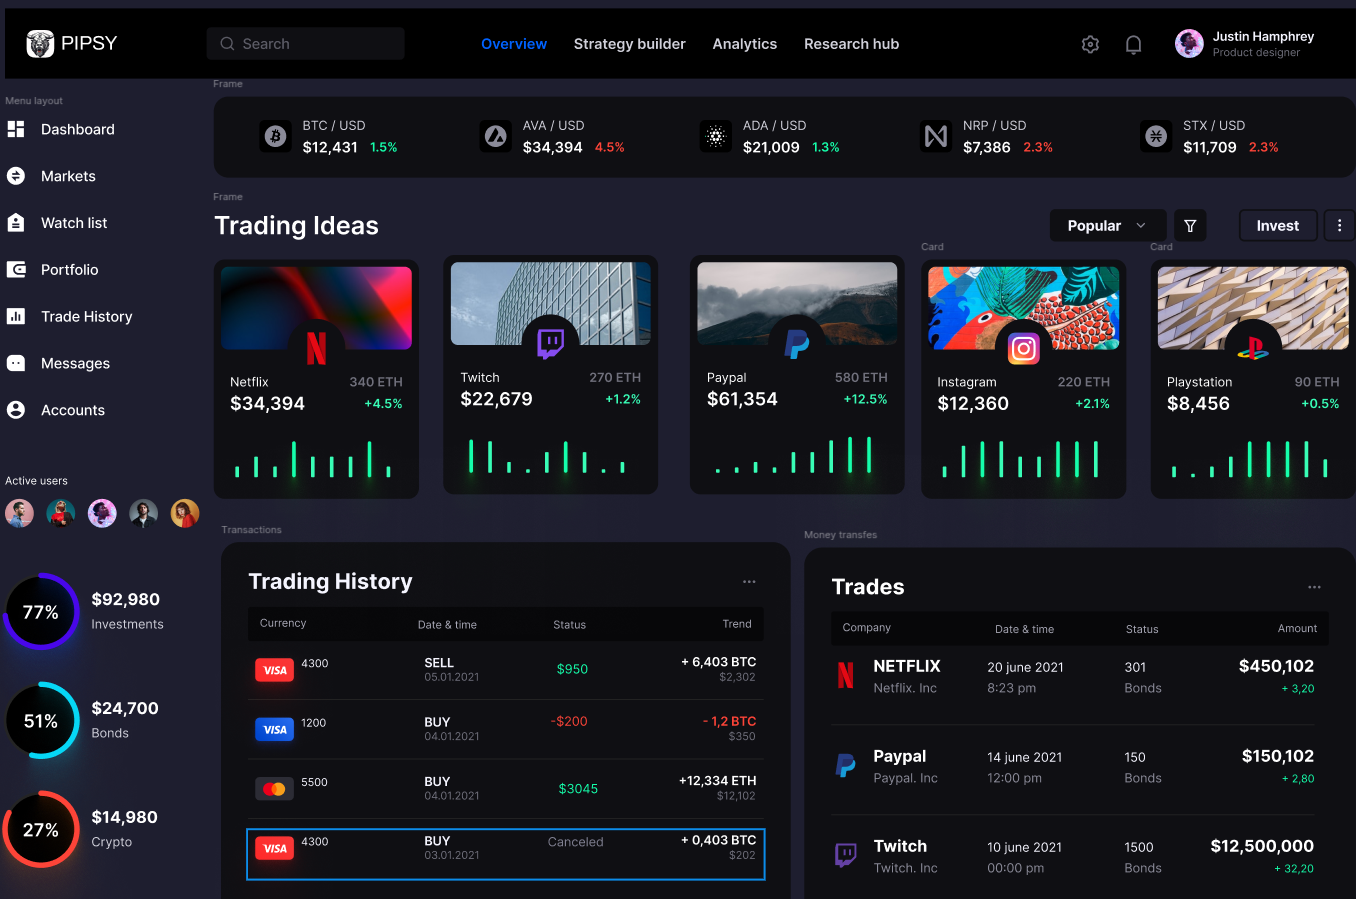 PIPSY
Search
Overview
Strategy builder
Analytics
Research hub
Justin Hamphrey
Product designer
Menu layout
Dashboard
Markets
Watch list
Portfolio
Trade History
Messages
Accounts
Active users
77%
$92,980
Investments
51%
$24,700
Bonds
27%
$14,980
Crypto
Frame
BTC / USD
$12,431 1.5%
AVA / USD
$34,394 4.5%
ADA / USD
$21,009 1.3%
NRP / USD
$7,386 2.3%
STX / USD
$11,709 2.3%
Frame
Trading Ideas
Popular
Invest
Card
Card
Netflix 340 ETH
$34,394 +4.5%
Twitch 270 ETH
$22,679 +1.2%
Paypal 580 ETH
$61,354 +12.5%
Instagram 220 ETH
$12,360 +2.1%
Playstation 90 ETH
$8,456 +0.5%
Transactions
Trading History
Currency Date & time Status Trend
VISA 4300 SELL $950 + 6,403 BTC
05.01.2021 $2,302
VISA 1200 BUY -$200 - 1,2 BTC
04.01.2021 $350
5500 BUY $3045 +12,334 ETH
04.01.2021 $12,102
VISA 4300 BUY Canceled + 0,403 BTC
03.01.2021 $202
Money transfes
Trades
Company Date & time Status Amount
NETFLIX 20 june 2021 301 $450,102
Netflix. Inc 8:23 pm Bonds + 3,20
Paypal 14 june 2021 150 $150,102
Paypal. Inc 12:00 pm Bonds + 2,80
Twitch 10 june 2021 1500 $12,500,000
Twitch. Inc 00:00 pm Bonds + 32,20